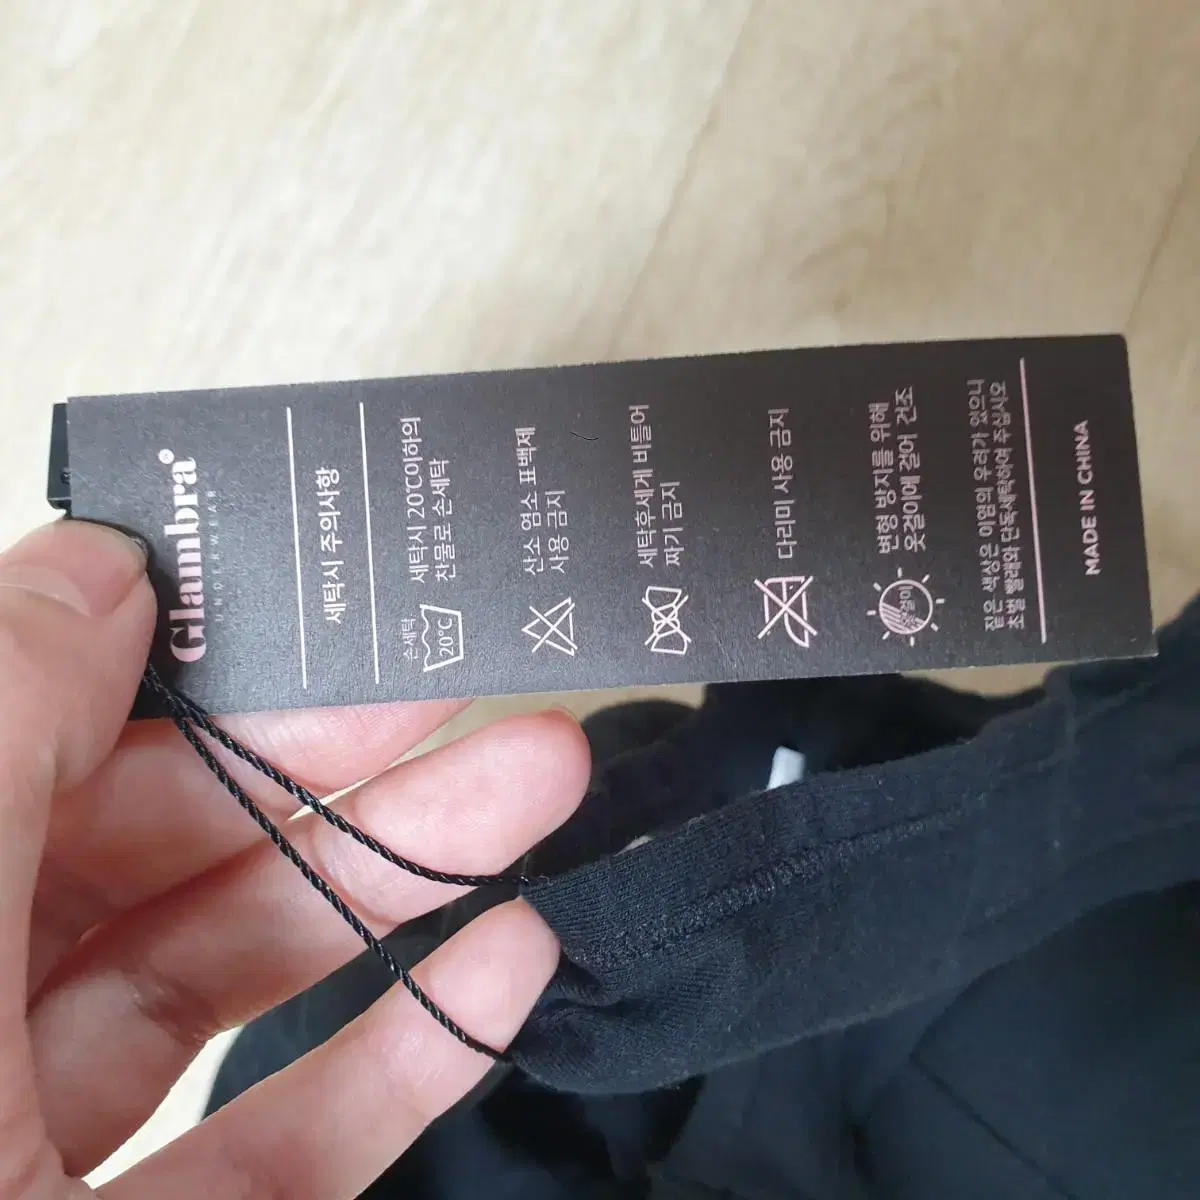 Glambra®
UNDERWEAR
세탁시 주의사항
손세탁
20°C
세탁시 20℃이하의
찬물로 손세탁
산소 염소 표백제
사용 금지
세탁후세게 비틀어
짜기 금지
다리미 사용 금지
옷걸이
변형 방지를 위해
옷걸이에 걸어 건조
짙은 색상은 이염의 우려가 있으니
초벌 빨래와 단독세탁하여 주십시오
MADE IN CHINA